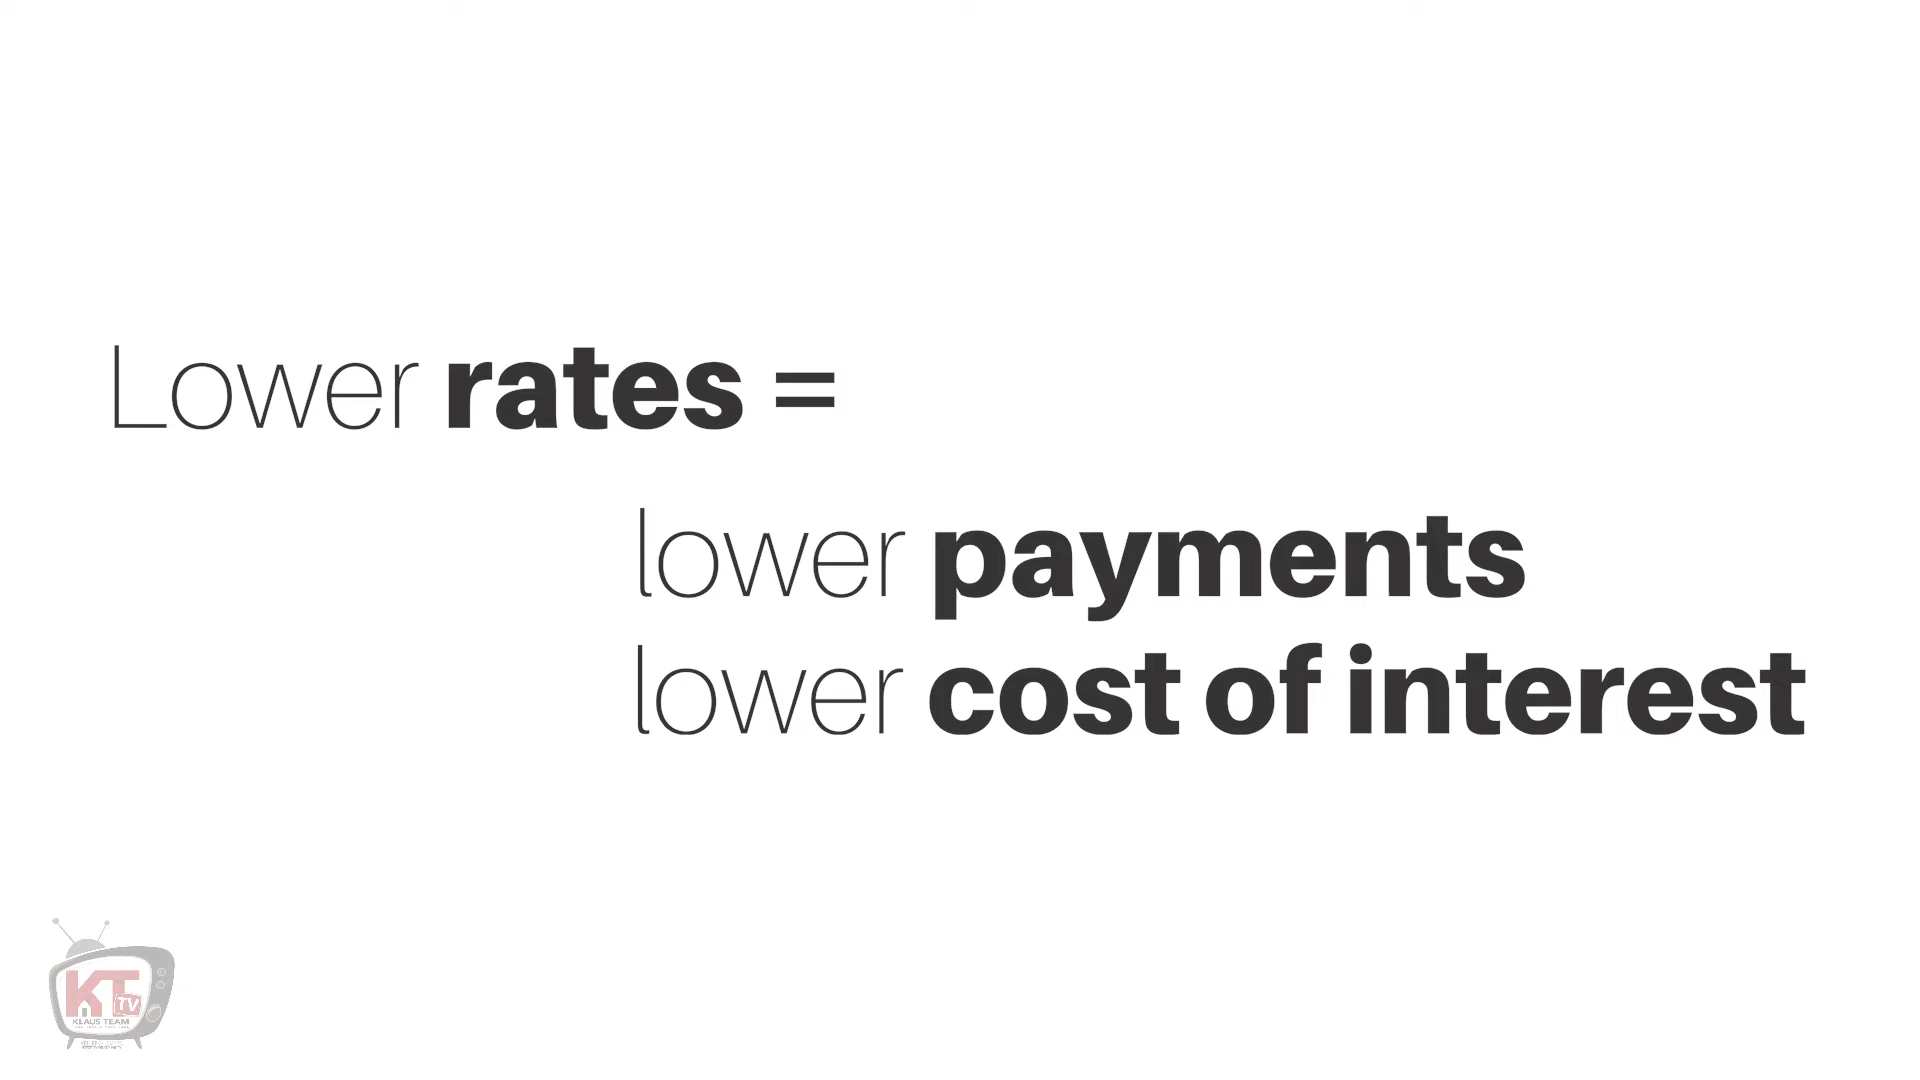 Lower rates =
lower payments
lower cost of interest
KT
TV
KLAUS TEAM